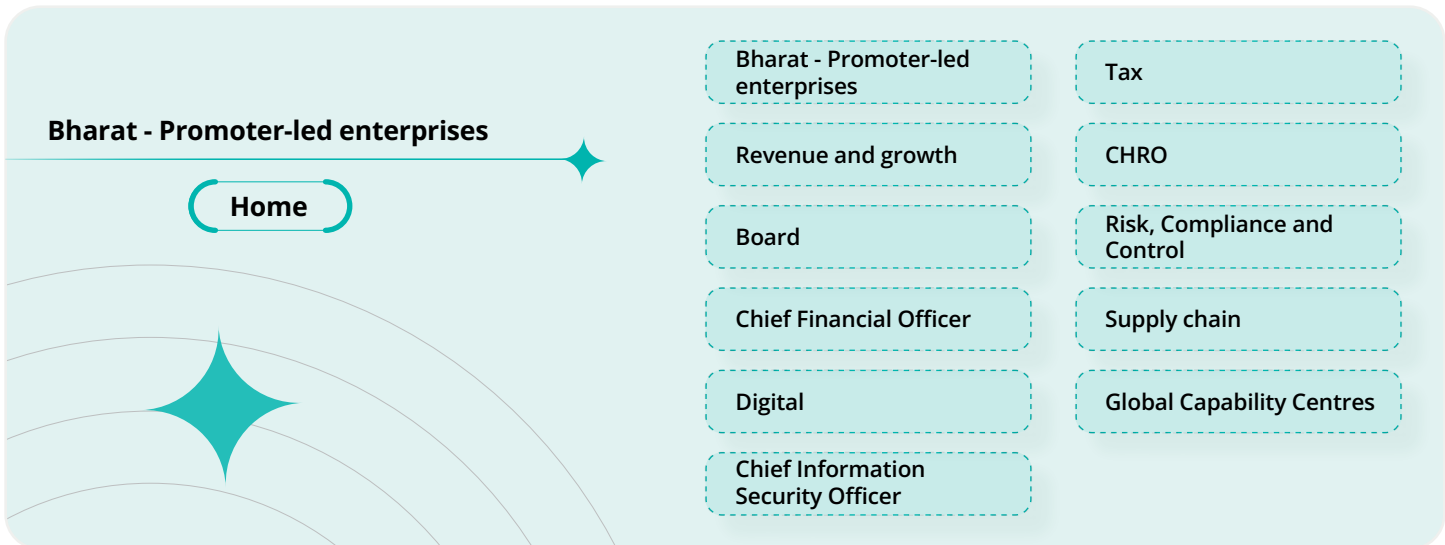 Bharat - Promoter-led enterprises
Home
Bharat - Promoter-led
enterprises
Revenue and growth
Board
Chief Financial Officer
Digital
Chief Information
Security Officer
Tax
CHRO
Risk, Compliance and
Control
Supply chain
Global Capability Centres